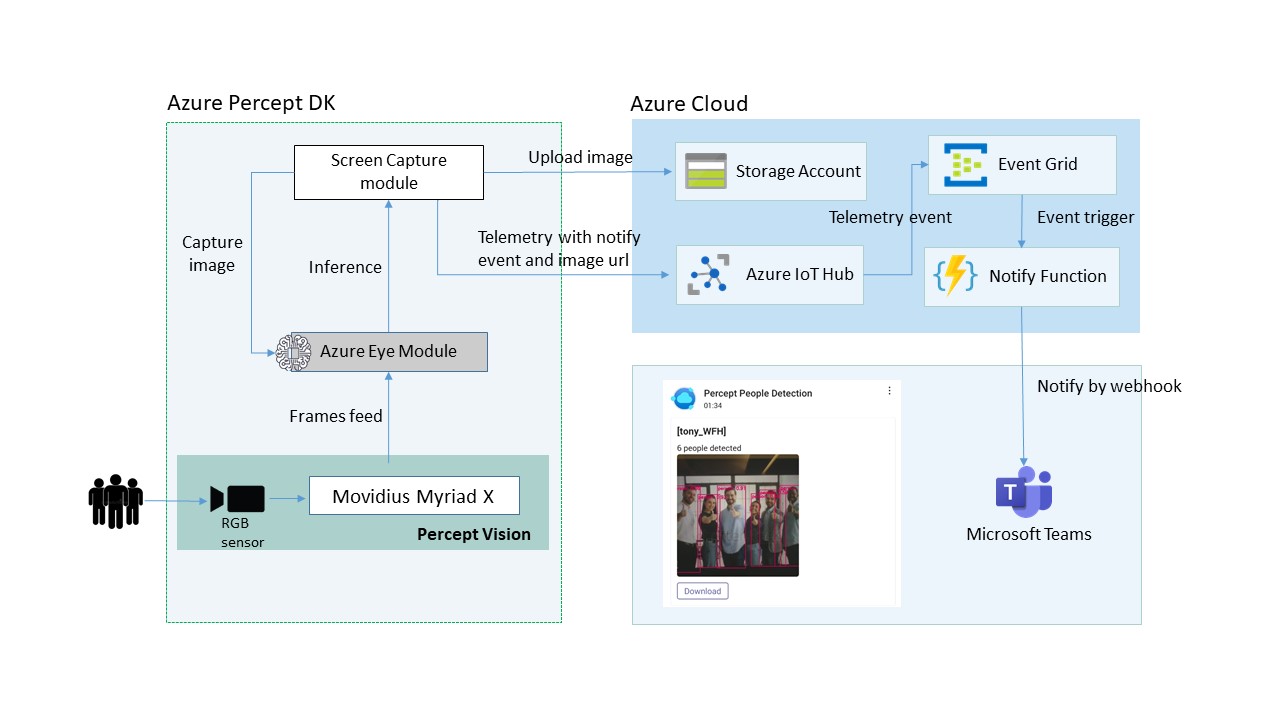 Azure Percept DK
Azure Cloud
Screen Capture
module
Upload image
Storage Account
Event Grid
Capture
image
Inference
Telemetry with notify
event and image url
Telemetry event
Event trigger
Azure IoT Hub
Notify Function
Azure Eye Module
Frames feed
Notify by webhook
Movidius Myriad X
RGB
sensor
Percept Vision
Percept People Detection
01:34
[tony_WFH]
6 people detected
Download
T
Microsoft Teams